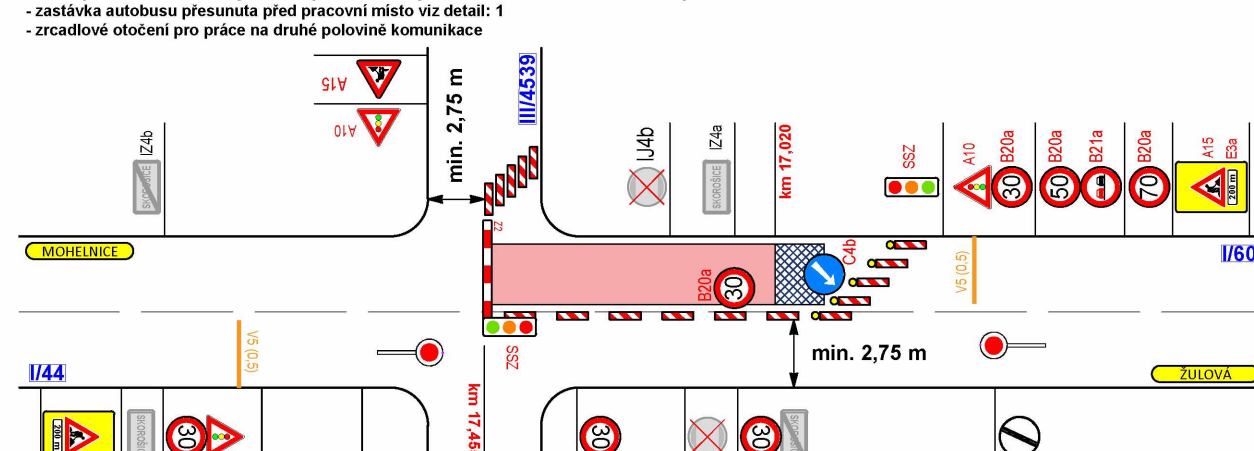 - zastávka autobusu přesunuta před pracovní místo viz detail: 1
- zrcadlové otočení pro práce na druhé polovině komunikace
A15
A10
min. 2,75 m
III/4539
IZ4b
SKOROŠICE
IJ4b
IZ4a
SKOROŠICE
km 17,020
SSZ
A10
B20a
30
B20a
50
B21a
B20a
70
A15
E3a
200 m
MOHELNICE
Z2
B20a
30
C4b
V5 (0,5)
I/60
V5 (0,5)
SSZ
min. 2,75 m
I/44
ŽULOVÁ
200 m
30
km 17,45
30
30